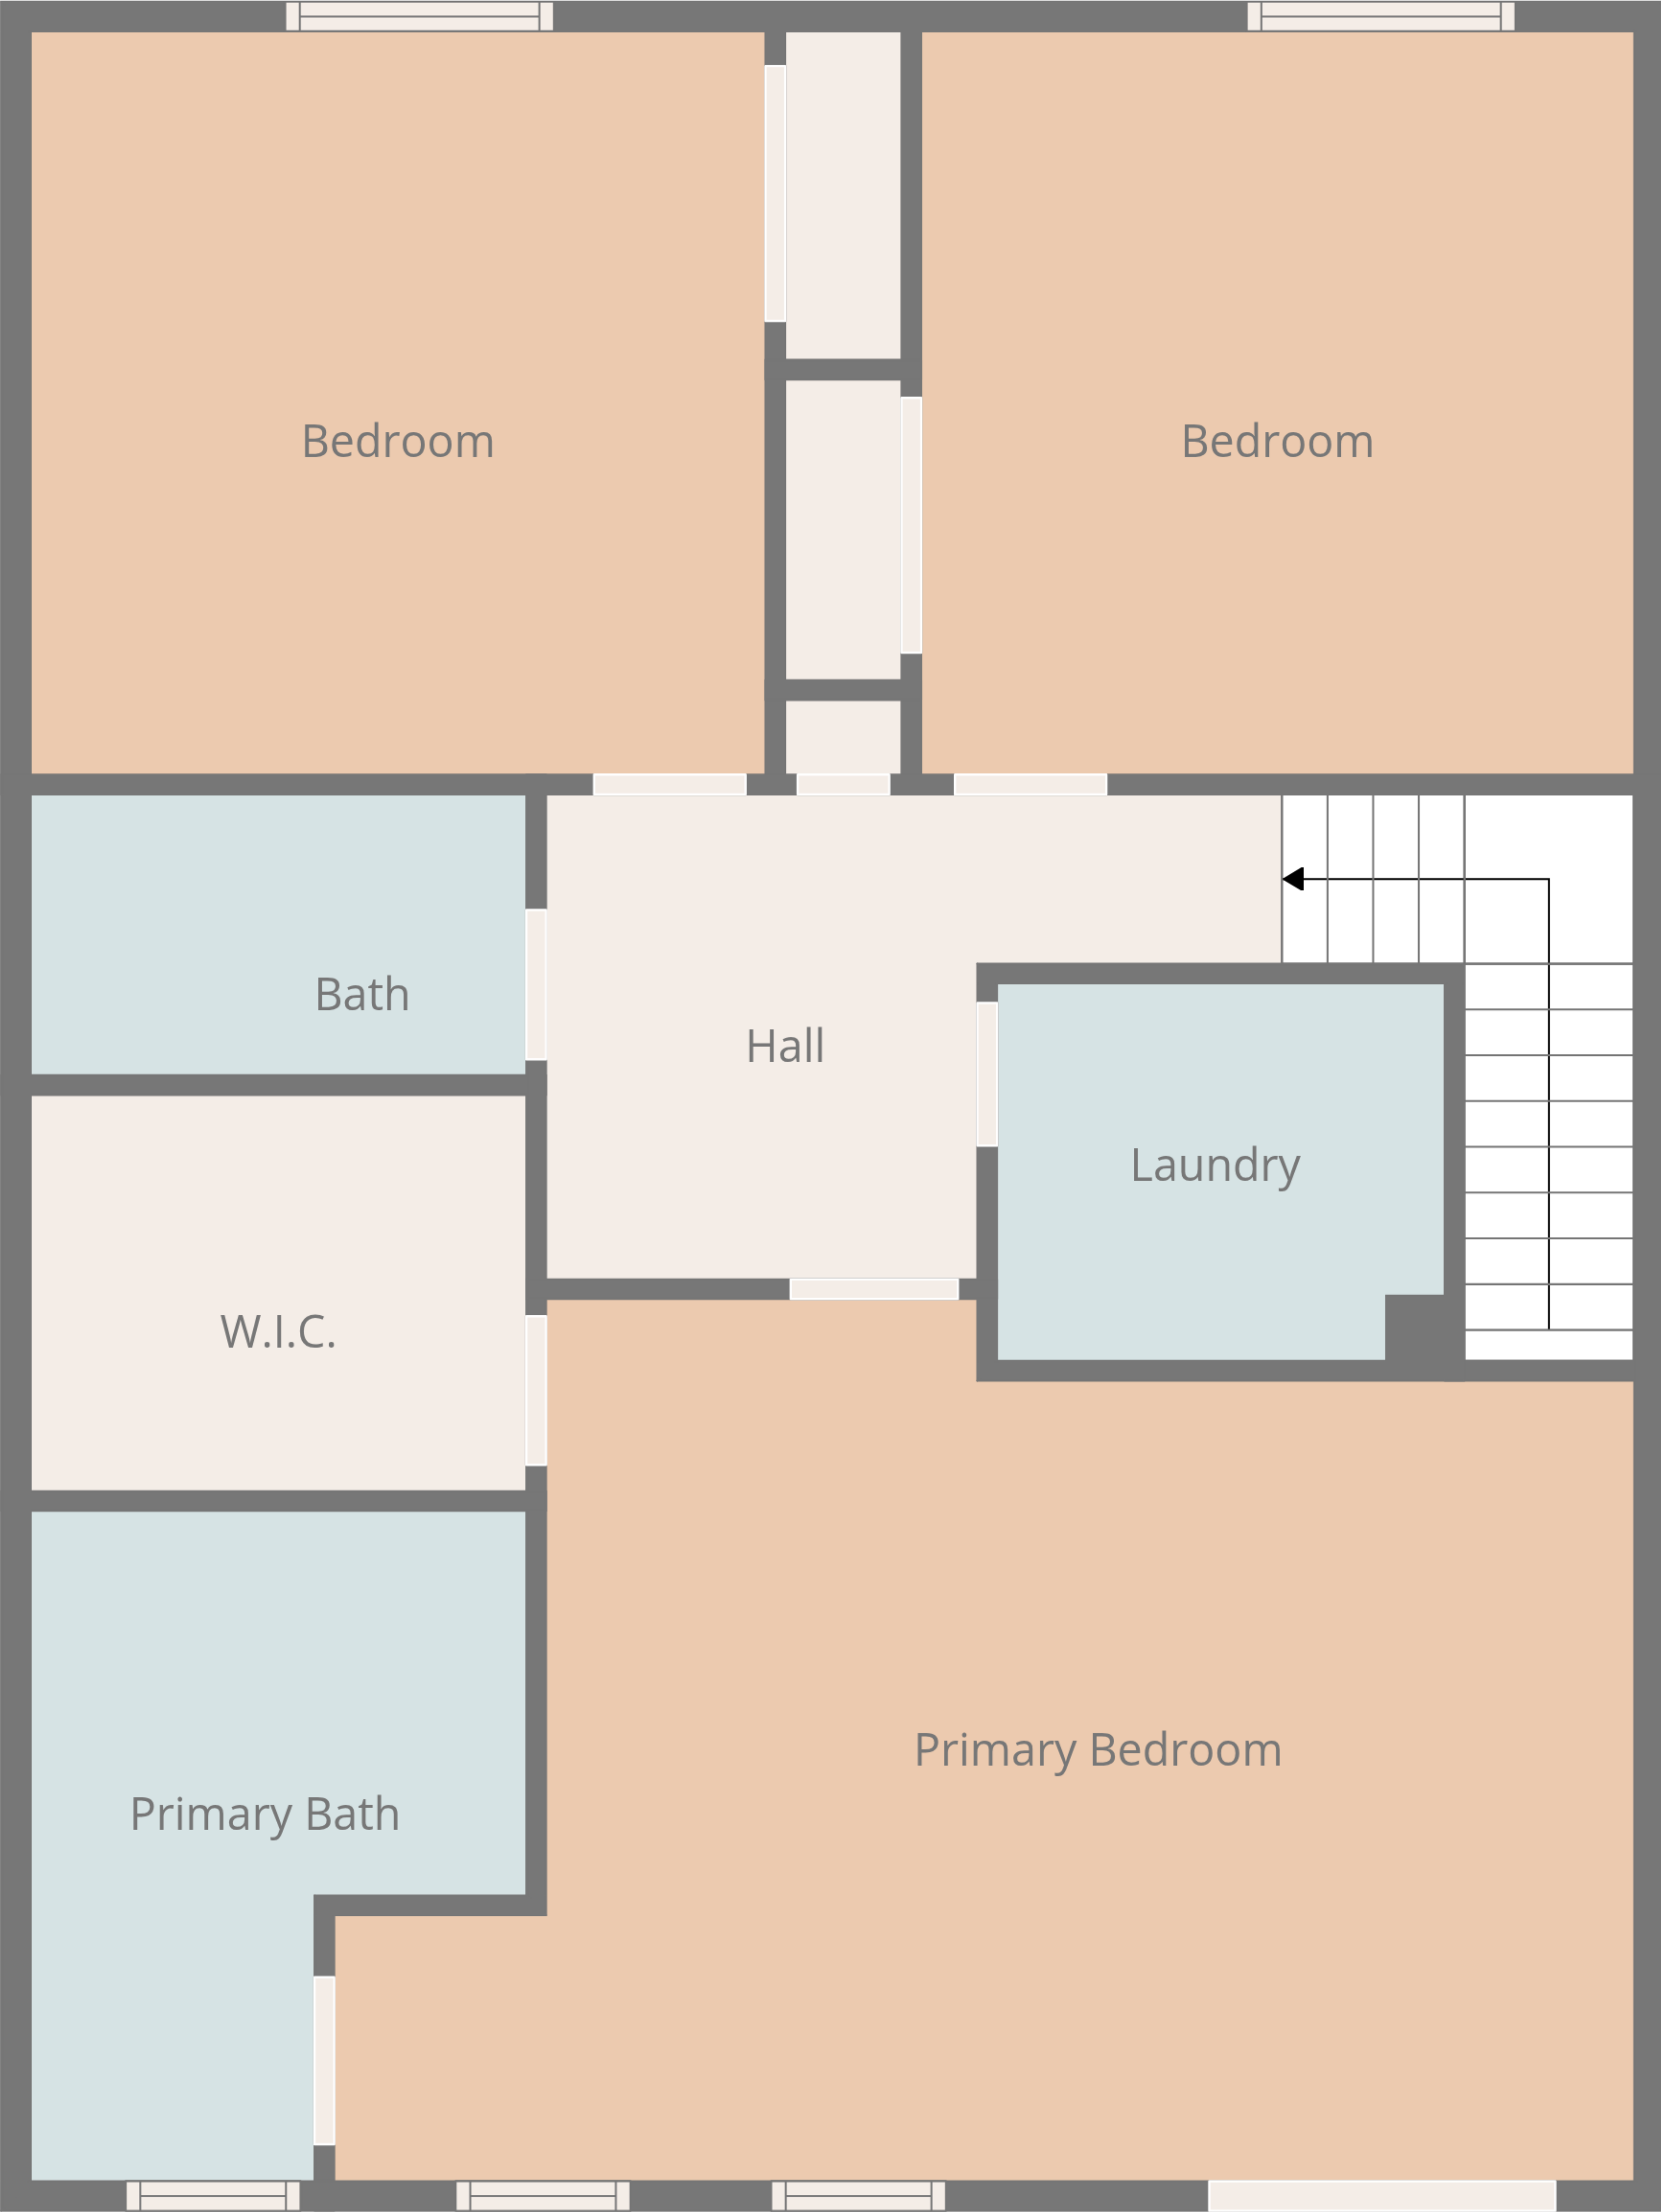 Bedroom
Bedroom
Bath
Hall
Laundry
W.I.C.
Primary Bedroom
Primary Bath